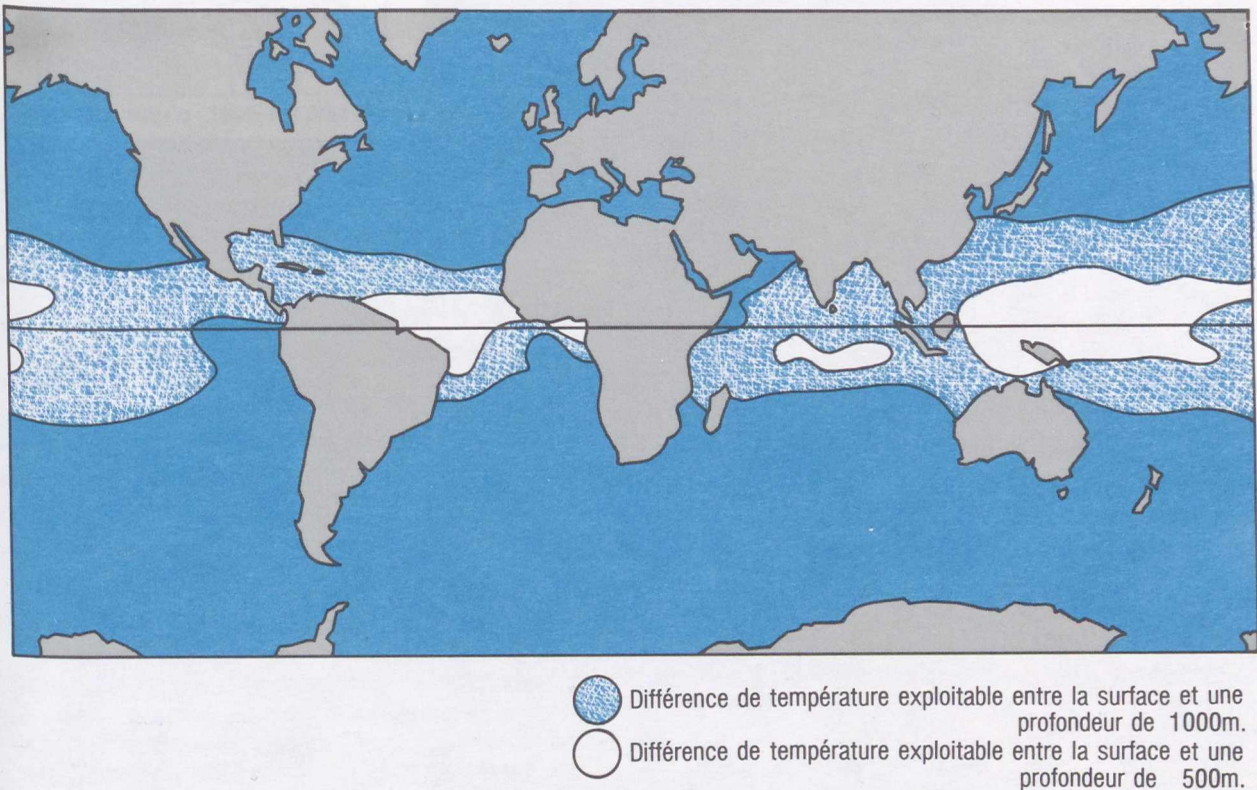 Différence de température exploitable entre la surface et une
profondeur de 1000m.
Différence de température exploitable entre la surface et une
profondeur de 500m.